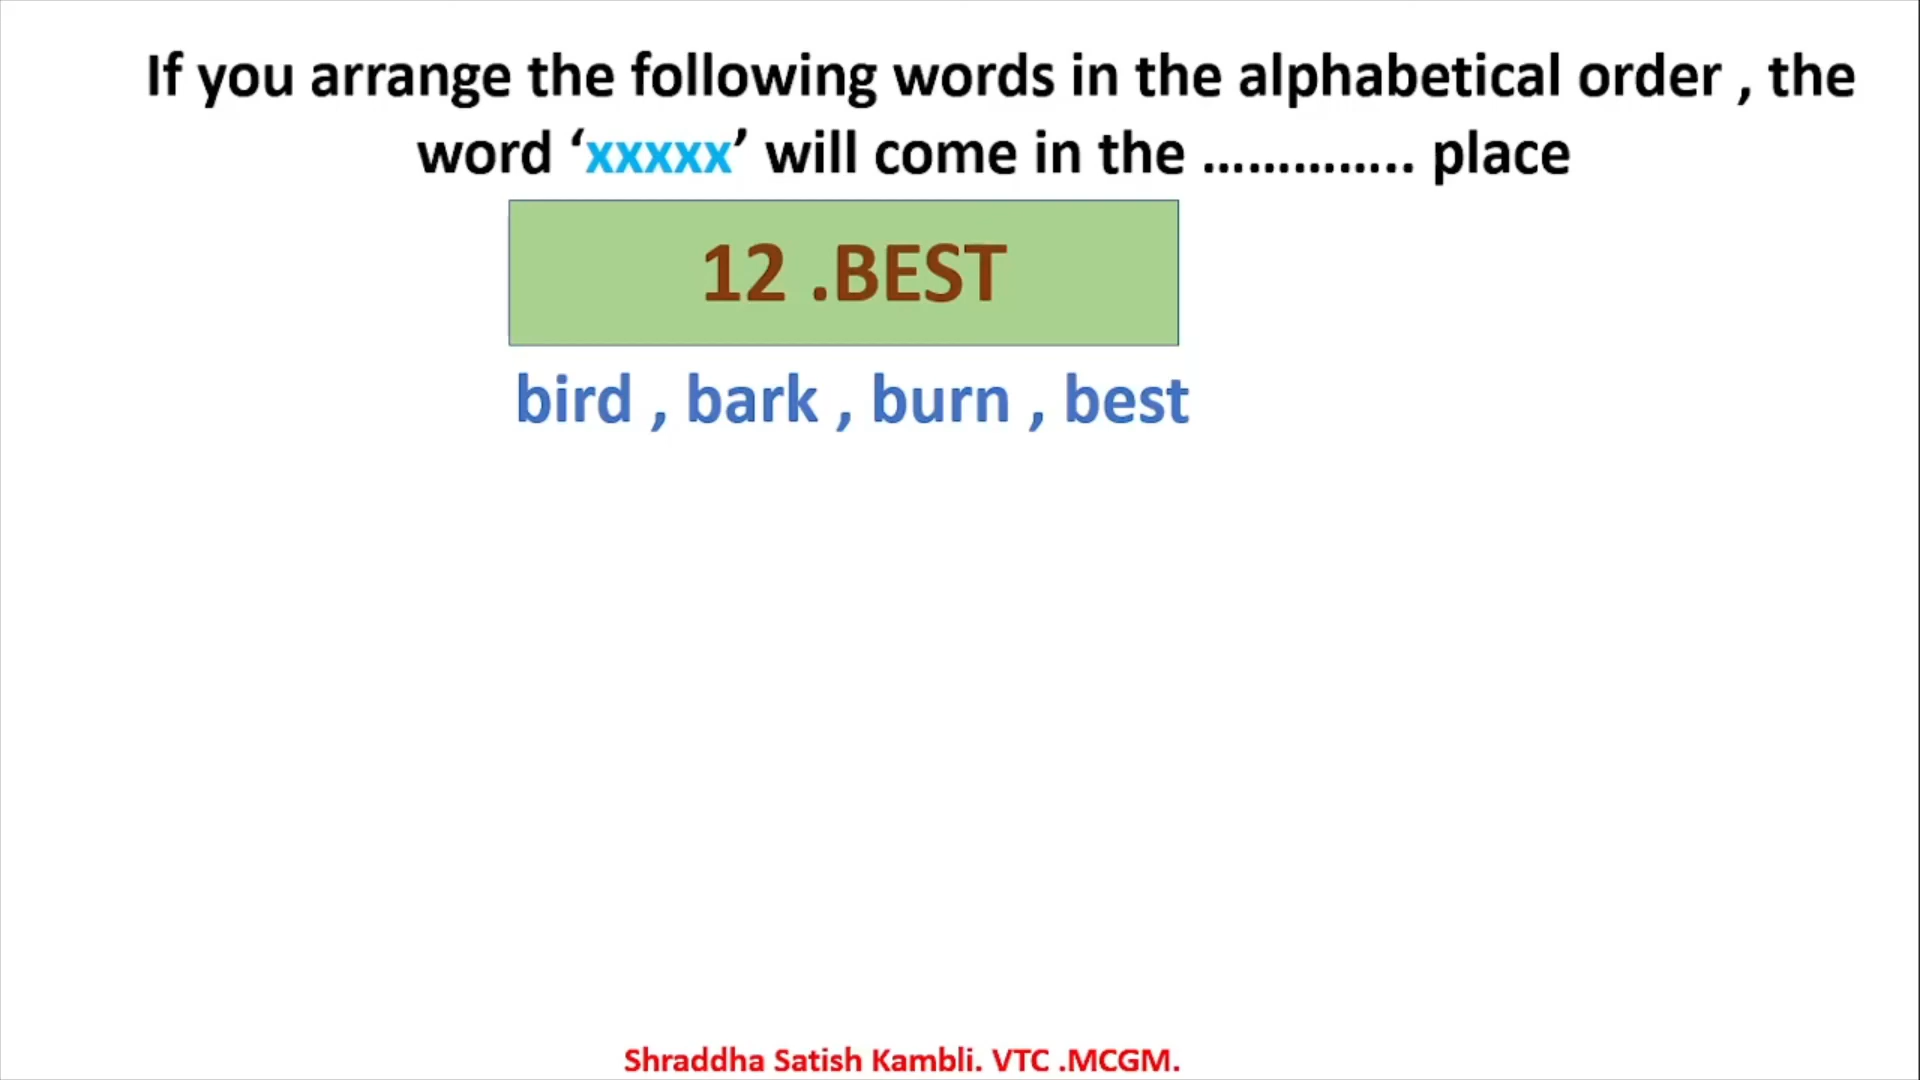 If you arrange the following words in the alphabetical order , the
word ‘xxxxx’ will come in the ………….. place
12 .BEST
bird , bark , burn , best
Shraddha Satish Kambli. VTC .MCGM.